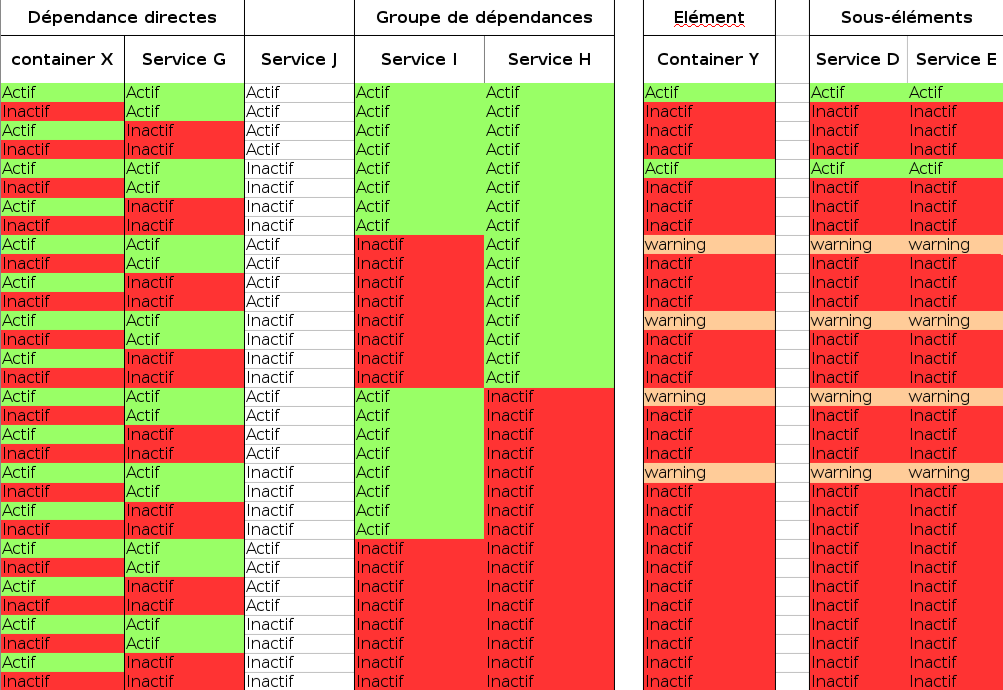 Dépendance directes Groupe de dépendances Elément Sous-éléments
container X Service G Service J Service I Service H Container Y Service D Service E
Actif Actif Actif Actif Actif Actif Actif Actif
Inactif Actif Actif Actif Actif Inactif Inactif Inactif
Actif Inactif Actif Actif Actif Inactif Inactif Inactif
Inactif Inactif Actif Actif Actif Inactif Inactif Inactif
Actif Actif Inactif Actif Actif Actif Actif Actif
Inactif Actif Inactif Actif Actif Inactif Inactif Inactif
Actif Inactif Inactif Actif Actif Inactif Inactif Inactif
Inactif Inactif Inactif Actif Actif Inactif Inactif Inactif
Actif Actif Actif Inactif Actif warning warning warning
Inactif Actif Actif Inactif Actif Inactif Inactif Inactif
Actif Inactif Actif Inactif Actif Inactif Inactif Inactif
Inactif Inactif Actif Inactif Actif Inactif Inactif Inactif
Actif Actif Inactif Inactif Actif warning warning warning
Inactif Actif Inactif Inactif Actif Inactif Inactif Inactif
Actif Inactif Inactif Inactif Actif Inactif Inactif Inactif
Inactif Inactif Inactif Inactif Actif Inactif Inactif Inactif
Actif Actif Actif Actif Inactif warning warning warning
Inactif Actif Actif Actif Inactif Inactif Inactif Inactif
Actif Inactif Actif Actif Inactif Inactif Inactif Inactif
Inactif Inactif Actif Actif Inactif Inactif Inactif Inactif
Actif Actif Inactif Actif Inactif warning warning warning
Inactif Actif Inactif Actif Inactif Inactif Inactif Inactif
Actif Inactif Inactif Actif Inactif Inactif Inactif Inactif
Inactif Inactif Inactif Actif Inactif Inactif Inactif Inactif
Actif Actif Actif Inactif Inactif Inactif Inactif Inactif
Inactif Actif Actif Inactif Inactif Inactif Inactif Inactif
Actif Inactif Actif Inactif Inactif Inactif Inactif Inactif
Inactif Inactif Actif Inactif Inactif Inactif Inactif Inactif
Actif Actif Inactif Inactif Inactif Inactif Inactif Inactif
Inactif Actif Inactif Inactif Inactif Inactif Inactif Inactif
Actif Inactif Inactif Inactif Inactif Inactif Inactif Inactif
Inactif Inactif Inactif Inactif Inactif Inactif Inactif Inactif